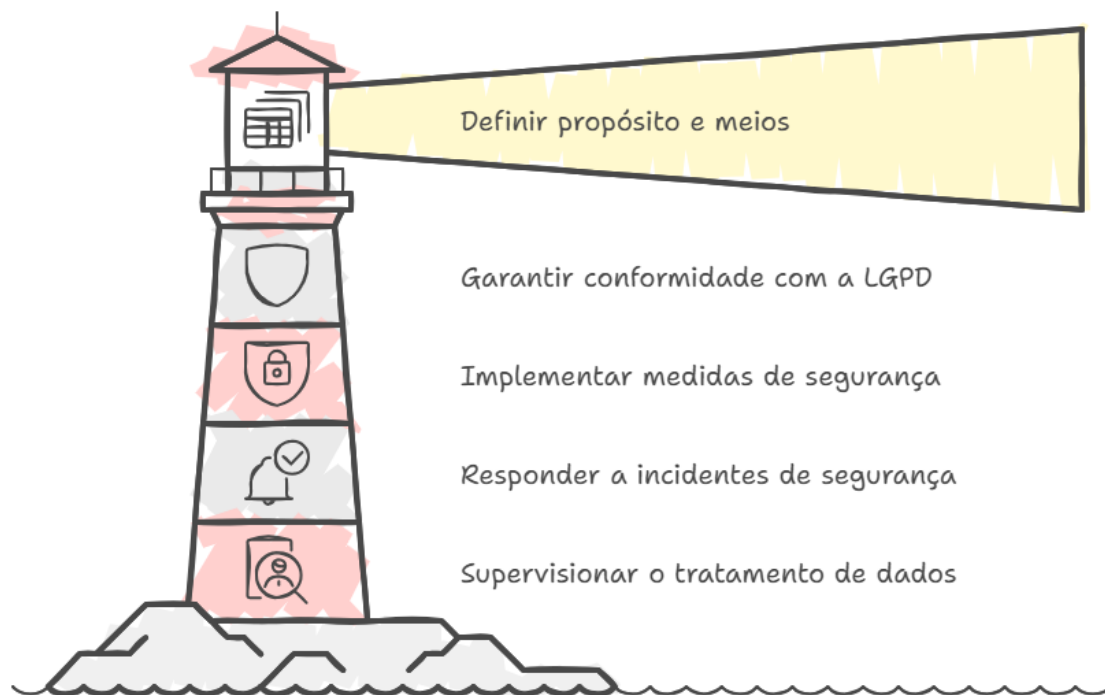 Definir propósito e meios
Garantir conformidade com a LGPD
Implementar medidas de segurança
Responder a incidentes de segurança
Supervisionar o tratamento de dados